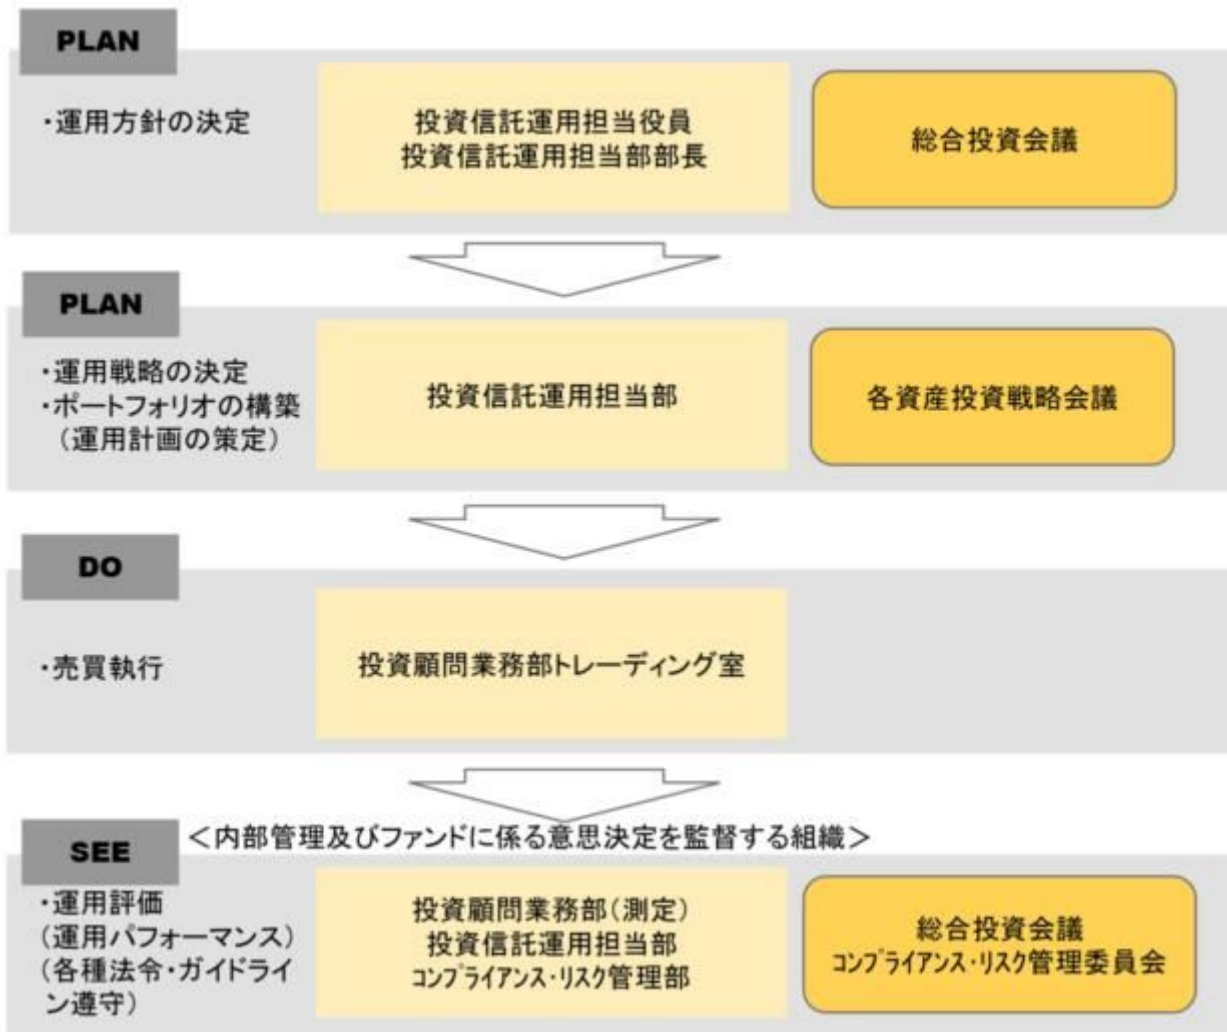 PLAN
・運用方針の決定
投資信託運用担当役員
投資信託運用担当部部長
総合投資会議
PLAN
・運用戦略の決定
・ポートフォリオの構築
（運用計画の策定）
投資信託運用担当部
各資産投資戦略会議
DO
・売買執行
投資顧問業務部トレーディング室
＜内部管理及びファンドに係る意思決定を監督する組織＞
SEE
・運用評価
(運用パフォーマンス)
(各種法令・ガイドライ
ン遵守)
投資顧問業務部(測定)
投資信託運用担当部
ｺﾝﾌﾟﾗｲｱﾝｽ・ﾘｽｸ管理部
総合投資会議
ｺﾝﾌﾟﾗｲｱﾝｽ・ﾘｽｸ管理委員会